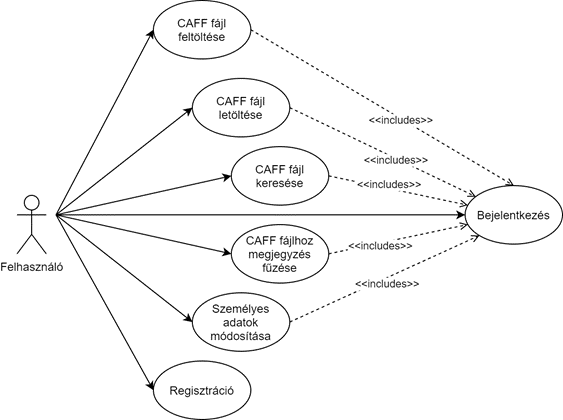 CAFF fájl
feltöltése
CAFF fájl
letöltése
<<includes>>
<<includes>>
CAFF fájl
keresése
<<includes>>
Bejelentkezés
Felhasználó
CAFF fájlhoz
megjegyzés
fűzése
<<includes>>
<<includes>>
Személyes
adatok
módosítása
Regisztráció